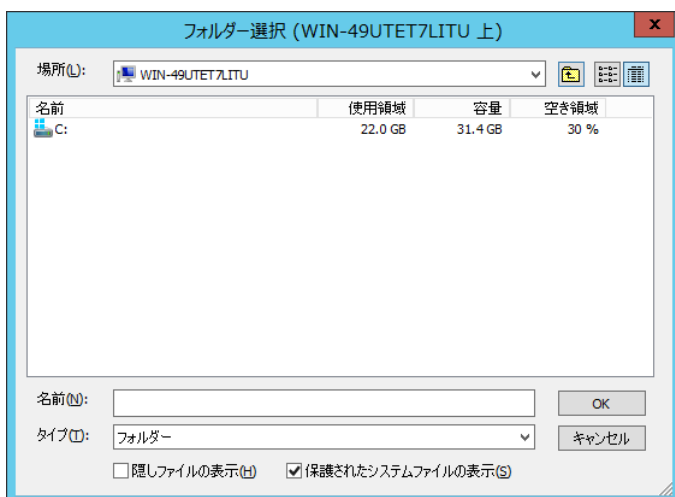 フォルダー選択 (WIN-49UTET7LITU 上)
x
場所(L):
WIN-49UTET7LITU
名前 使用領域 容量 空き領域
C: 22.0 GB 31.4 GB 30 %
名前(N):
OK
タイプ(T):
フォルダー
キャンセル
隠しファイルの表示(H) 保護されたシステムファイルの表示(S)